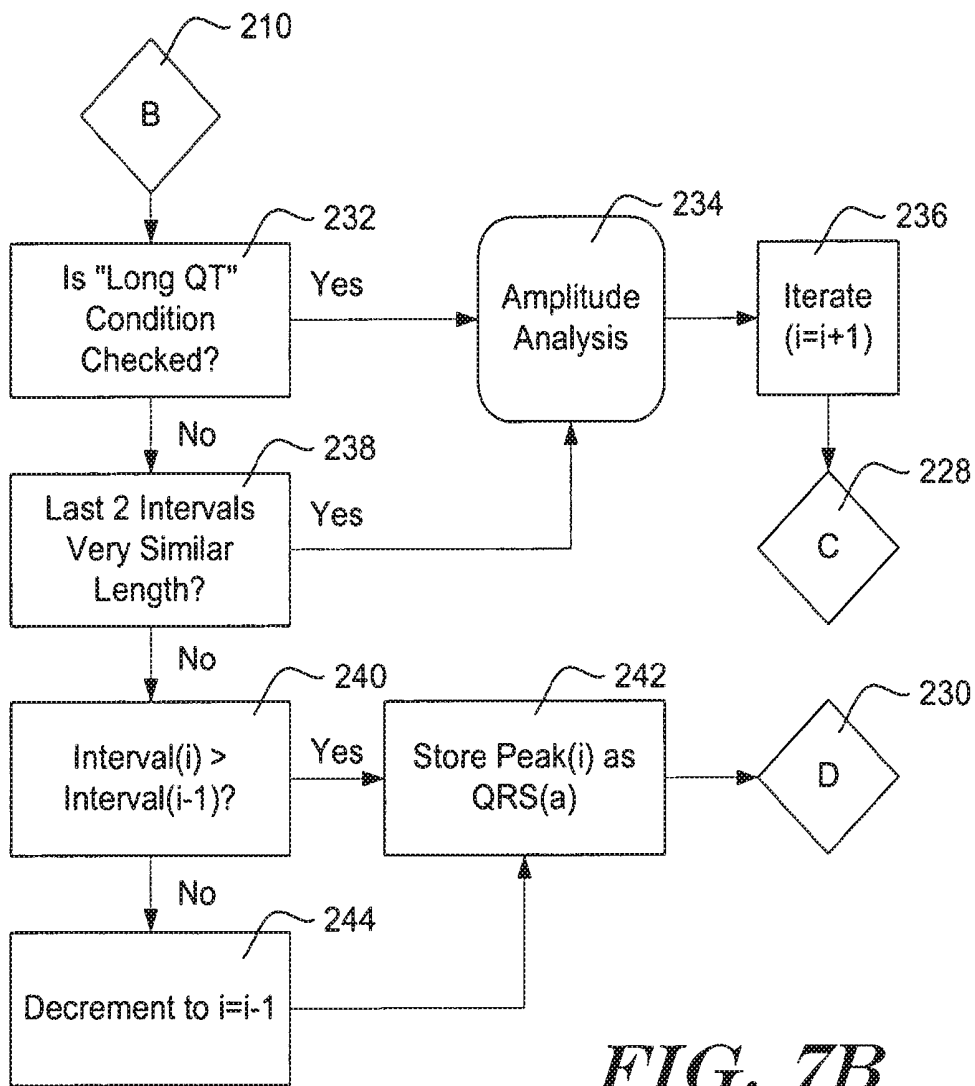 210
B
232
Is "Long QT"
Condition
Checked?
Yes
234
Amplitude
Analysis
236
Iterate
(i=i+1)
No
238
Last 2 Intervals
Very Similar
Length?
Yes
228
C
No
240
Interval(i) >
Interval(i-1)?
Yes
242
Store Peak(i) as
QRS(a)
230
D
No
244
Decrement to i=i-1
FIG. 7B